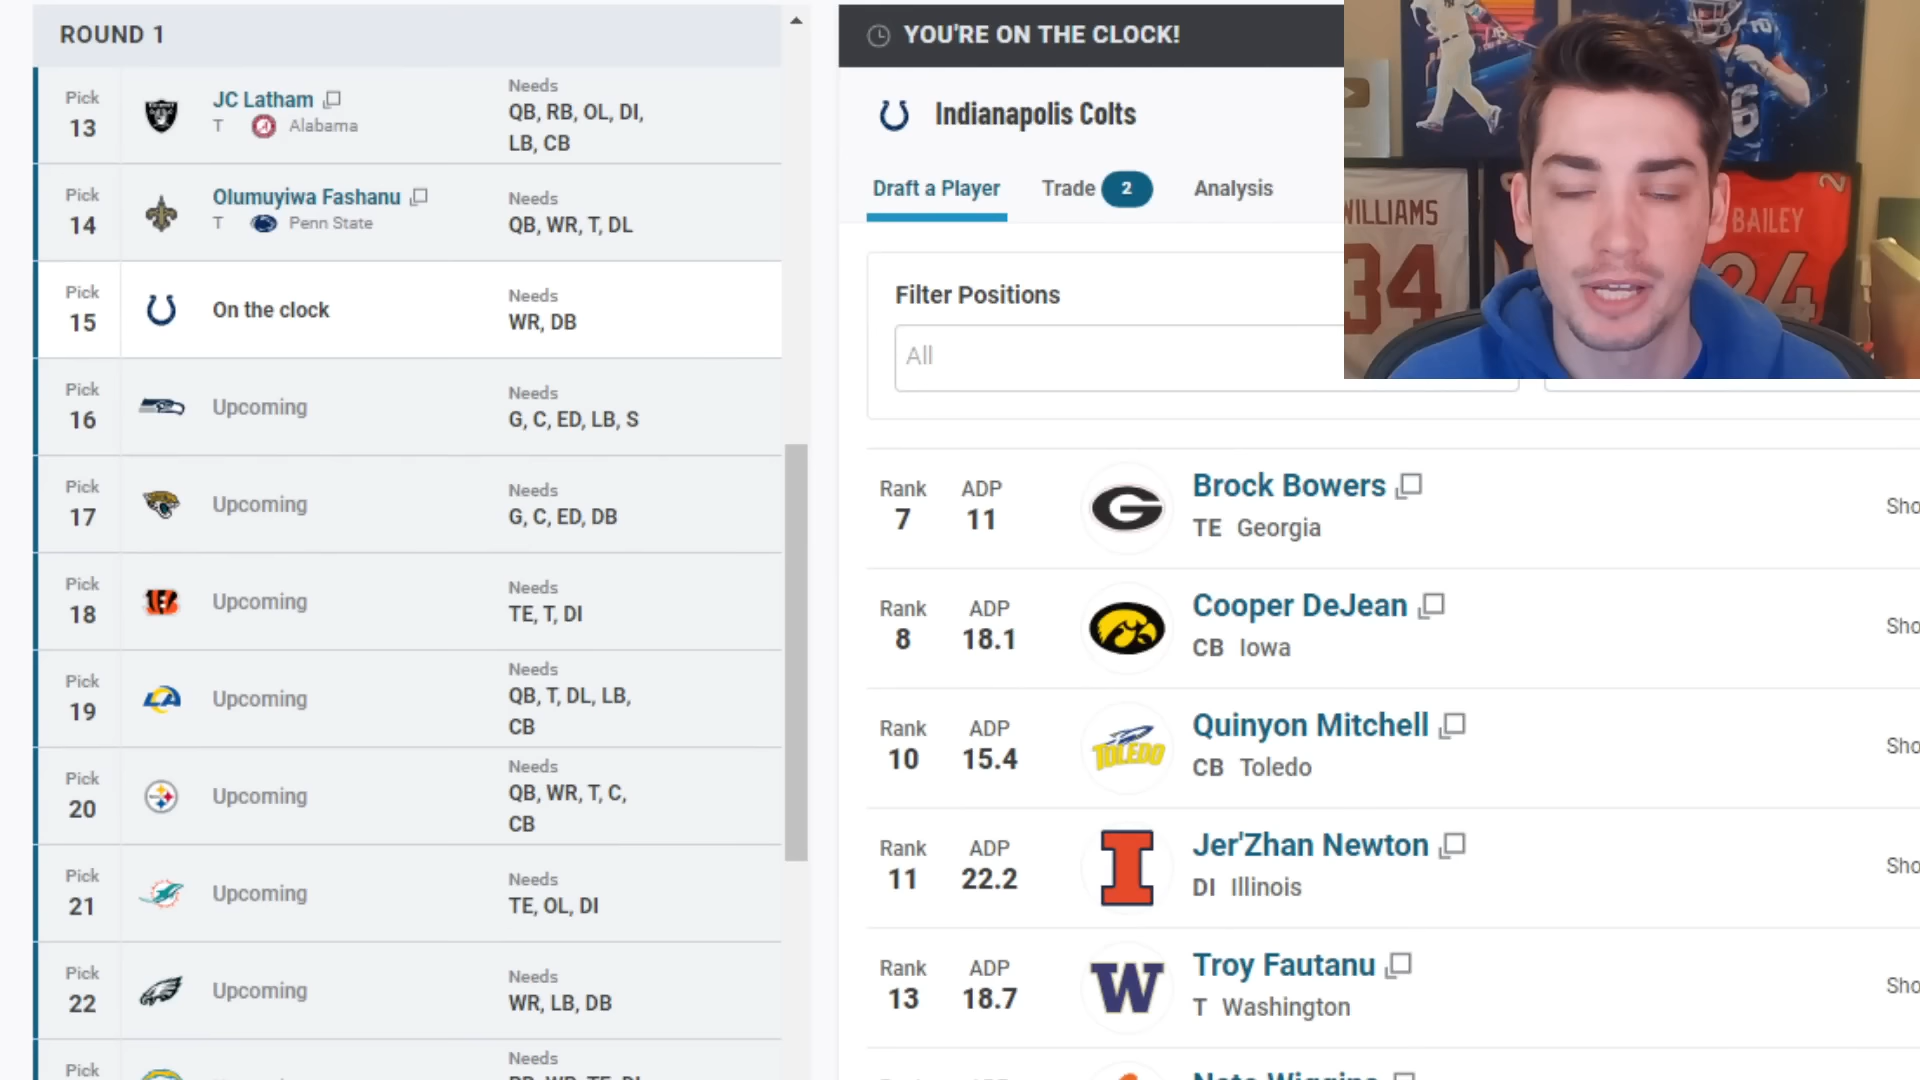 ROUND 1
Pick
13
JC Latham
T Alabama
Needs
QB, RB, OL, DI,
LB, CB
Pick
14
Olumuyiwa Fashanu
T Penn State
Needs
QB, WR, T, DL
Pick
15
On the clock
Needs
WR, DB
Pick
16
Upcoming
Needs
G, C, ED, LB, S
Pick
17
Upcoming
Needs
G, C, ED, DB
Pick
18
Upcoming
Needs
TE, T, DI
Pick
19
Upcoming
Needs
QB, T, DL, LB,
CB
Pick
20
Upcoming
Needs
QB, WR, T, C,
CB
Pick
21
Upcoming
Needs
TE, OL, DI
Pick
22
Upcoming
Needs
WR, LB, DB
Pick
Needs
YOU'RE ON THE CLOCK!
Indianapolis Colts
Draft a Player Trade 2 Analysis
Filter Positions
All
Rank ADP
7 11
Brock Bowers
TE Georgia
Sho
Rank ADP
8 18.1
Cooper DeJean
CB Iowa
Sho
Rank ADP
10 15.4
TOLEDO
Quinyon Mitchell
CB Toledo
Sho
Rank ADP
11 22.2
Jer'Zhan Newton
DI Illinois
Sho
Rank ADP
13 18.7
Troy Fautanu
T Washington
Sho
WILLIAMS
34
BAILEY
24